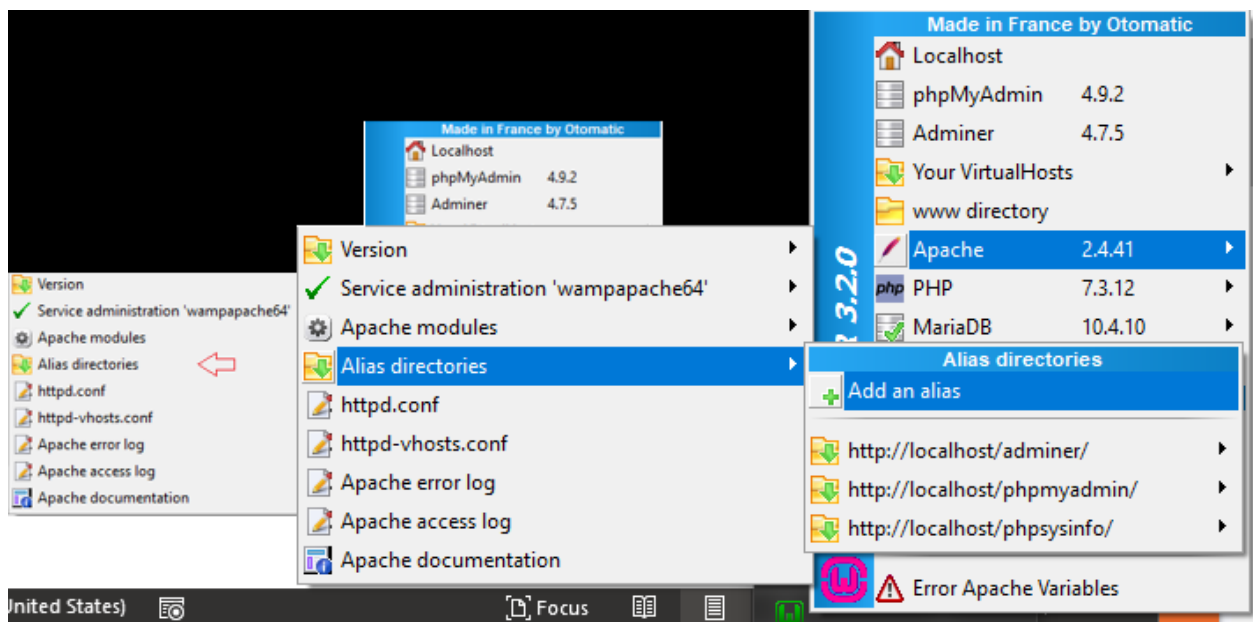 Made in France by Otomatic
Localhost
phpMyAdmin 4.9.2
Adminer 4.7.5
Version
Service administration 'wampapache64'
Apache modules
Alias directories
httpd.conf
httpd-vhosts.conf
Apache error log
Apache access log
Apache documentation
Version
Service administration 'wampapache64'
Apache modules
Alias directories
httpd.conf
httpd-vhosts.conf
Apache error log
Apache access log
Apache documentation
Made in France by Otomatic
Localhost
phpMyAdmin 4.9.2
Adminer 4.7.5
Your VirtualHosts
www directory
Apache 2.4.41
PHP 7.3.12
MariaDB 10.4.10
R 3.2.0
Alias directories
Add an alias
http://localhost/adminer/
http://localhost/phpmyadmin/
http://localhost/phpsysinfo/
Error Apache Variables
States)
Focus